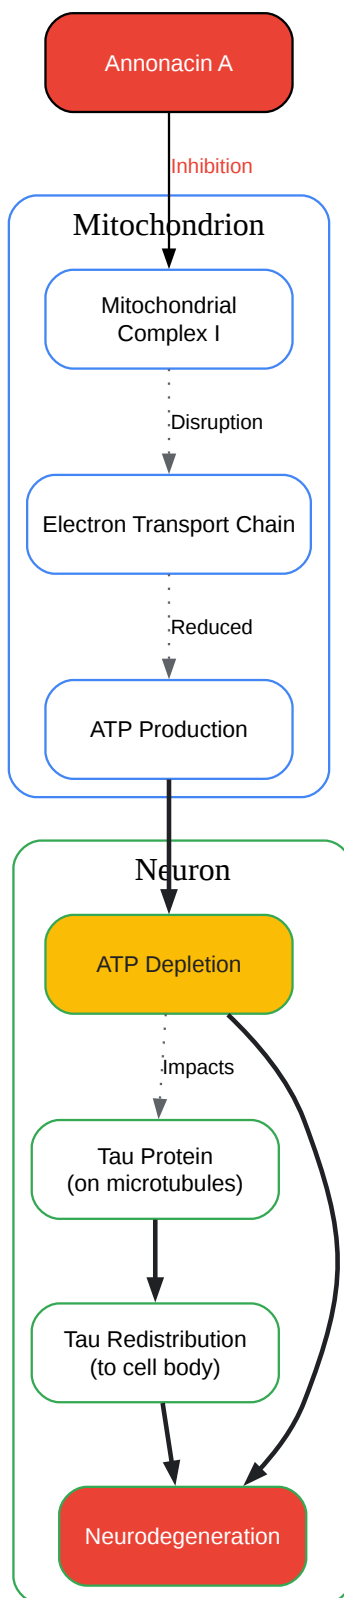 Annonacin A
Inhibition
Mitochondrion
Mitochondrial
Complex I
Disruption
Electron Transport Chain
Reduced
ATP Production
Neuron
ATP Depletion
Impacts
Tau Protein
(on microtubules)
Tau Redistribution
(to cell body)
Neurodegeneration